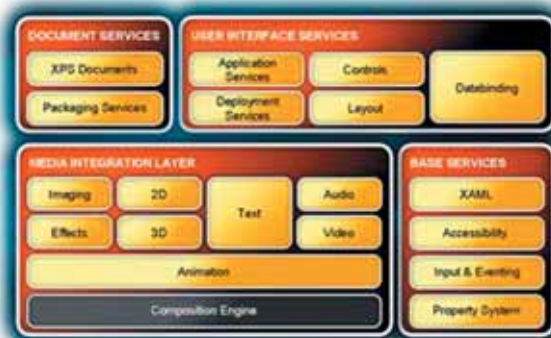 DOCUMENT SERVICES
XPS Documents
Packaging Services
USER INTERFACE SERVICES
Application
Services
Controls
Databinding
Deployment
Services
Layout
MEDIA INTEGRATION LAYER
Imaging
2D
Text
Audio
Effects
3D
Video
Animation
Composition Engine
BASE SERVICES
XAML
Accessibility
Input & Eventing
Property System